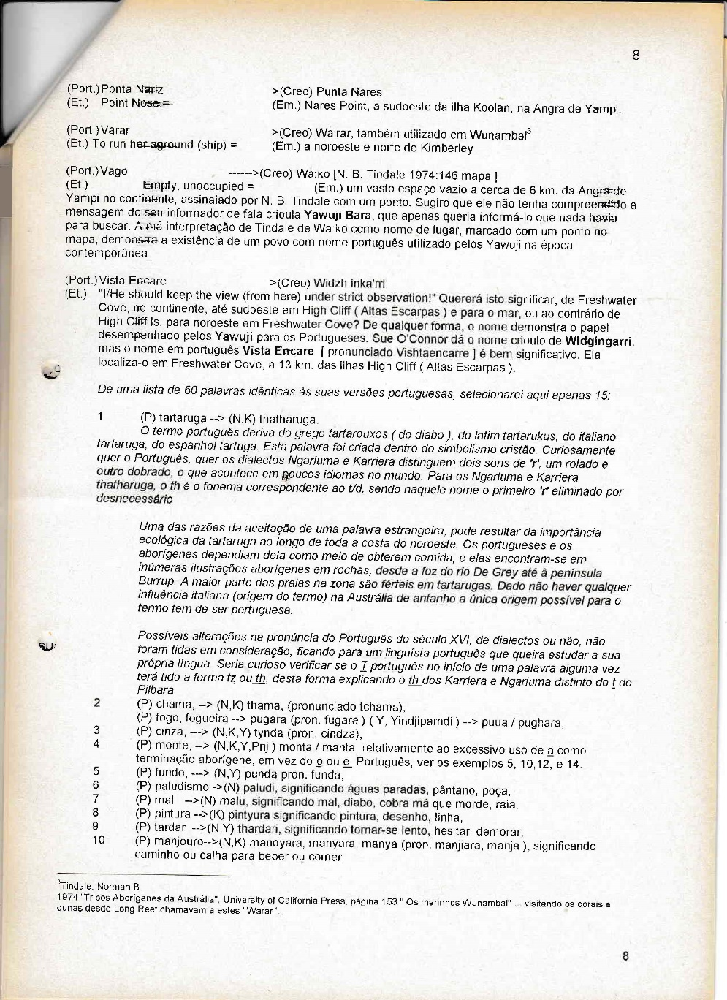 8
(Port.)Ponta Nariz >(Creo) Punta Nares
(Et.) Point Nose = (Em.) Nares Point, a sudoeste da ilha Koolan, na Angra de Yampi.
(Port.)Varar >(Creo) Wa'rar, também utilizado em Wunambal³
(Et.) To run her aground (ship) = (Em.) a noroeste e norte de Kimberley
(Port.)Vago ------>(Creo) Wa:ko [N. B. Tindale 1974:146 mapa ]
(Et.) Empty, unoccupied = (Em.) um vasto espaço vazio a cerca de 6 km. da Angra de
Yampi no continente, assinalado por N. B. Tindale com um ponto. Sugiro que ele não tenha compreendido a
mensagem do seu informador de fala crioula Yawuji Bara, que apenas queria informá-lo que nada havia
para buscar. A má interpretação de Tindale de Wa:ko como nome de lugar, marcado com um ponto no
mapa, demonstra a existência de um povo com nome português utilizado pelos Yawuji na época
contemporânea.
(Port.)Vista Encare >(Creo) Widzh inka'rri
(Et.) "I/He should keep the view (from here) under strict observation!" Quererá isto significar, de Freshwater
Cove, no continente, até sudoeste em High Cliff ( Altas Escarpas ) e para o mar, ou ao contrário de
High Cliff Is. para noroeste em Freshwater Cove? De qualquer forma, o nome demonstra o papel
desempenhado pelos Yawuji para os Portugueses. Sue O'Connor dá o nome crioulo de Widgingarri,
mas o nome em português Vista Encare [ pronunciado Vishtaencarre ] é bem significativo. Ela
localiza-o em Freshwater Cove, a 13 km. das ilhas High Cliff ( Altas Escarpas ).
De uma lista de 60 palavras idênticas às suas versões portuguesas, selecionarei aqui apenas 15:
1 (P) tartaruga --> (N,K) thatharuga.
O termo português deriva do grego tartarouxos ( do diabo ), do latim tartarukus, do italiano
tartaruga, do espanhol tartuga. Esta palavra foi criada dentro do simbolismo cristão. Curiosamente
quer o Português, quer os dialectos Ngarluma e Karriera distinguem dois sons de 'r', um rolado e
outro dobrado, o que acontece em poucos idiomas no mundo. Para os Ngarluma e Karriera
thatharuga, o th é o fonema correspondente ao t/d, sendo naquele nome o primeiro 'r' eliminado por
desnecessário
Uma das razões da aceitação de uma palavra estrangeira, pode resultar da importância
ecológica da tartaruga ao longo de toda a costa do noroeste. Os portugueses e os
aborígenes dependiam dela como meio de obterem comida, e elas encontram-se em
inúmeras ilustrações aborígenes em rochas, desde a foz do rio De Grey até à península
Burrup. A maior parte das praias na zona são férteis em tartarugas. Dado não haver qualquer
influência italiana (origem do termo) na Austrália de antanho a única origem possível para o
termo tem de ser portuguesa.
Possíveis alterações na pronúncia do Português do século XVI, de dialectos ou não, não
foram tidas em consideração, ficando para um linguísta português que queira estudar a sua
própria língua. Seria curioso verificar se o T português no início de uma palavra alguma vez
terá tido a forma tz ou th, desta forma explicando o th dos Karriera e Ngarluma distinto do t de
Pilbara.
2 (P) chama, --> (N,K) thama, (pronunciado tchama),
(P) fogo, fogueira --> pugara (pron. fugara ) ( Y, Yindjiparndi ) --> puua / pughara,
3 (P) cinza, ---> (N,K,Y) tynda (pron. cindza),
4 (P) monte, --> (N,K,Y,Pnj ) monta / manta, relativamente ao excessivo uso de a como
terminação aborígene, em vez do o ou e Português, ver os exemplos 5, 10,12, e 14.
5 (P) fundo, ---> (N,Y) punda pron. funda,
6 (P) paludismo ->(N) paludi, significando águas paradas, pântano, poça,
7 (P) mal -->(N) malu, significando mal, diabo, cobra má que morde, raia,
8 (P) pintura -->(K) pintyura significando pintura, desenho, linha,
9 (P) tardar -->(N,Y) thardari, significando tornar-se lento, hesitar, demorar,
10 (P) manjouro-->(N,K) mandyara, manyara, manya (pron. manjiara, manja ), significando
caminho ou calha para beber ou comer,
³Tindale, Norman B.
1974 "Tribos Aborígenes da Austrália", University of California Press, página 153 " Os marinhos Wunambal" ... visitando os corais e
dunas desde Long Reef chamavam a estes ' Warar '.
8